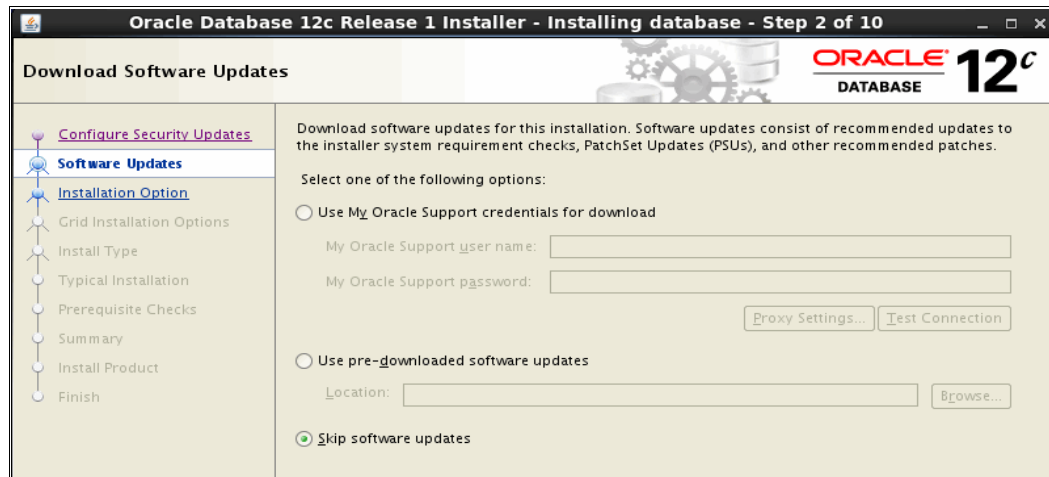 Oracle Database 12c Release 1 Installer - Installing database - Step 2 of 10
Download Software Updates
ORACLE
DATABASE
12c
Configure Security Updates
Software Updates
Installation Option
Grid Installation Options
Install Type
Typical Installation
Prerequisite Checks
Summary
Install Product
Finish
Download software updates for this installation. Software updates consist of recommended updates to
the installer system requirement checks, PatchSet Updates (PSUs), and other recommended patches.
Select one of the following options:
Use My Oracle Support credentials for download
My Oracle Support user name:
My Oracle Support password:
Proxy Settings... Test Connection
Use pre-downloaded software updates
Location: Browse...
Skip software updates